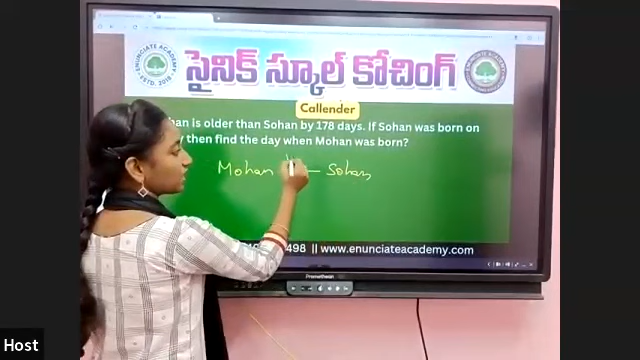 ENUNCIATE ACADEMY
ESTD. 2019
సైనిక్ స్కూల్ కోచింగ్
Callender
han is older than Sohan by 178 days. If Sohan was born on
then find the day when Mohan was born?
Mohan — Sohan
498 || www.enunciateacademy.com
Promethean
Host